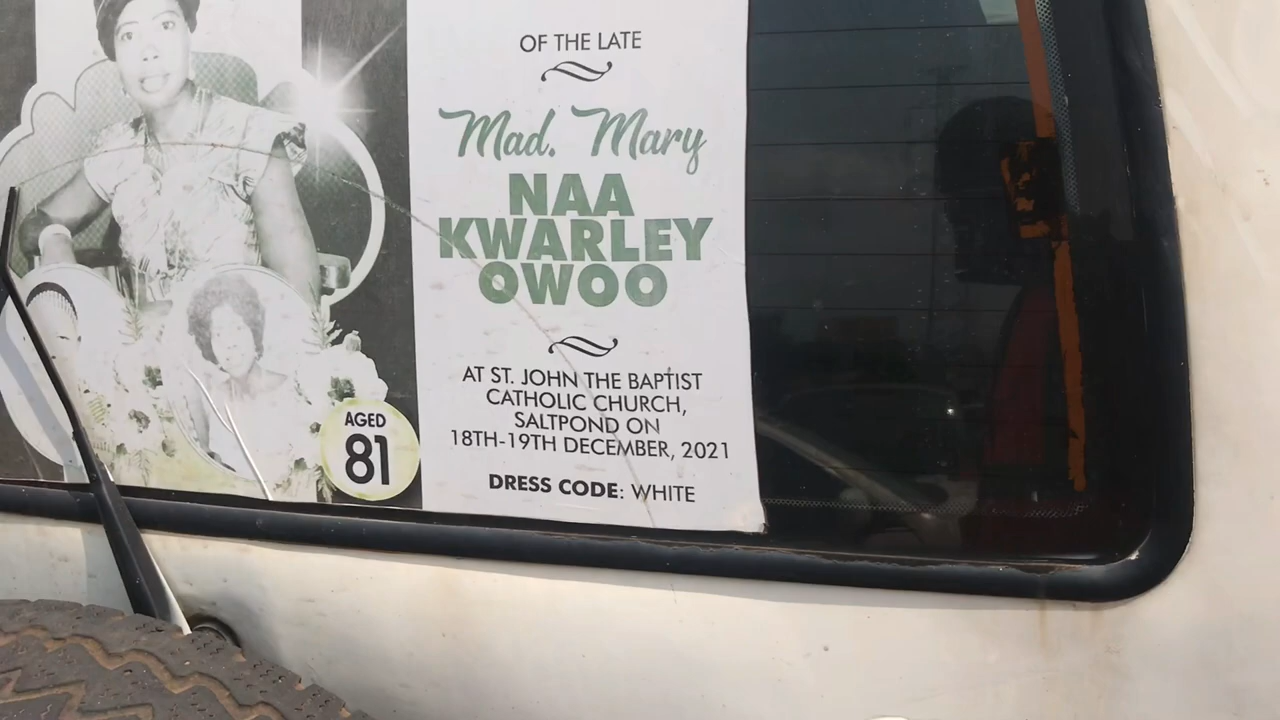 OF THE LATE
Mad. Mary
NAA
KWARLEY
OWOO
AT ST. JOHN THE BAPTIST
CATHOLIC CHURCH,
SALTPOND ON
18TH-19TH DECEMBER, 2021
DRESS CODE: WHITE
AGED
81